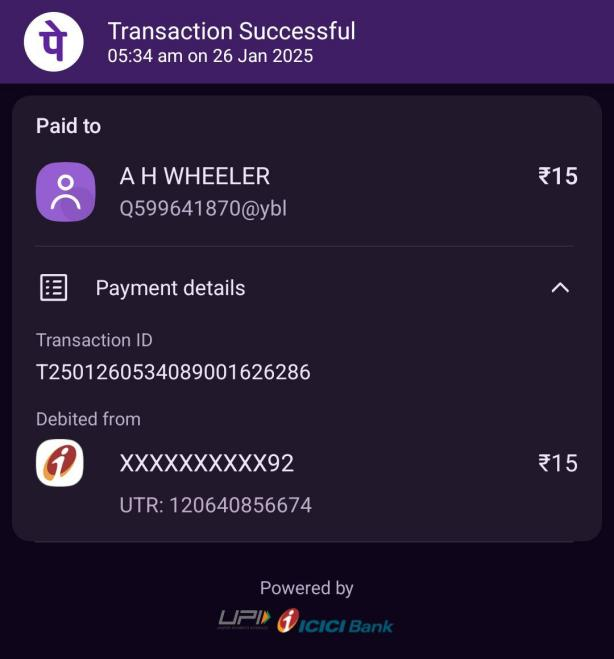 पे
Transaction Successful
05:34 am on 26 Jan 2025
Paid to
A H WHEELER ₹15
Q599641870@ybl
Payment details
Transaction ID
T2501260534089001626286
Debited from
XXXXXXXXXX92 ₹15
UTR: 120640856674
Powered by
UPI ICICI Bank